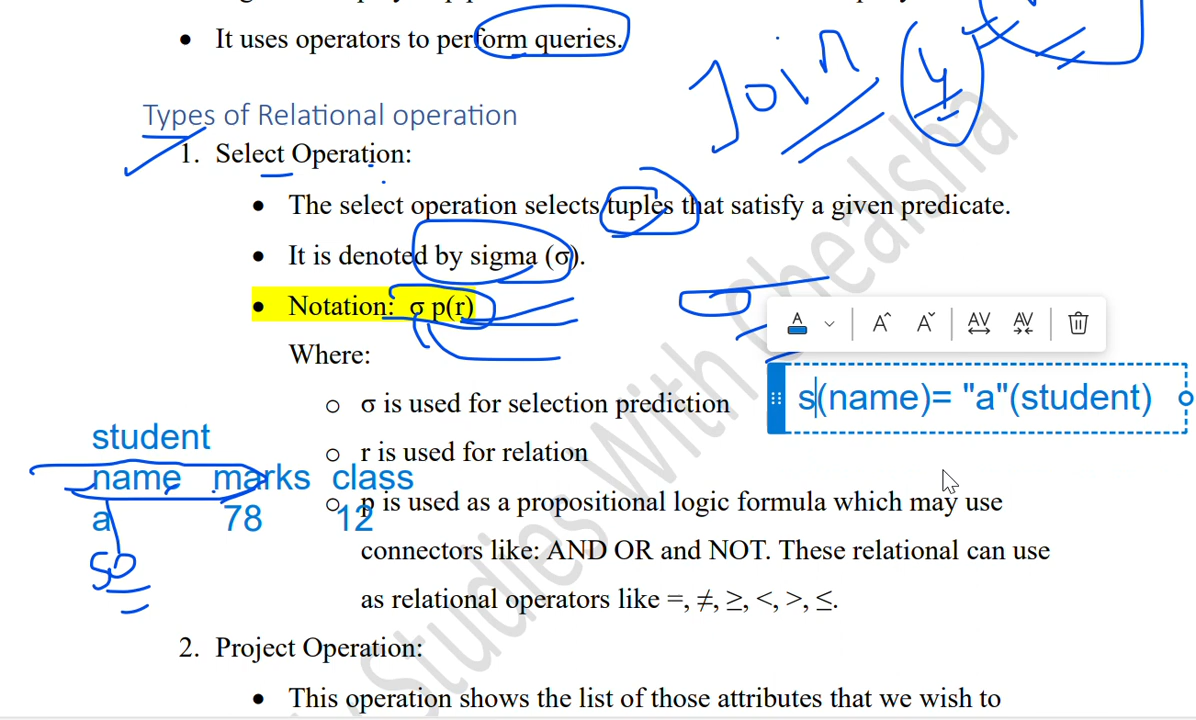 • It uses operators to perform queries.
Join
Types of Relational operation
1. Select Operation:
• The select operation selects tuples that satisfy a given predicate.
• It is denoted by sigma (σ).
• Notation: σ p(r)
Where:
s(name)= "a"(student)
○ σ is used for selection prediction
○ r is used for relation
○ p is used as a propositional logic formula which may use
connectors like: AND OR and NOT. These relational can use
as relational operators like =, ≠, ≥, <, >, ≤.
student
name marks class
a 78 12
2. Project Operation:
• This operation shows the list of those attributes that we wish to
Studies With Chealsha